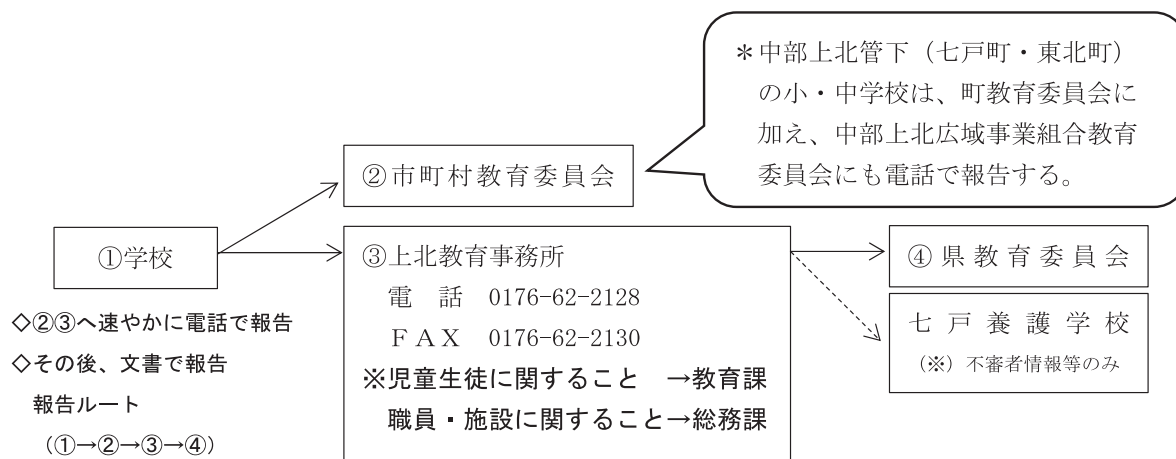 ＊中部上北管下（七戸町・東北町）
の小・中学校は、町教育委員会に
加え、中部上北広域事業組合教育
委員会にも電話で報告する。
②市町村教育委員会
①学校
◇②③へ速やかに電話で報告
◇その後、文書で報告
報告ルート
（①→②→③→④）
③上北教育事務所
電　話　0176-62-2128
ＦＡＸ　0176-62-2130
※児童生徒に関すること　→教育課
職員・施設に関すること→総務課
④県教育委員会
七戸養護学校
（※）不審者情報等のみ